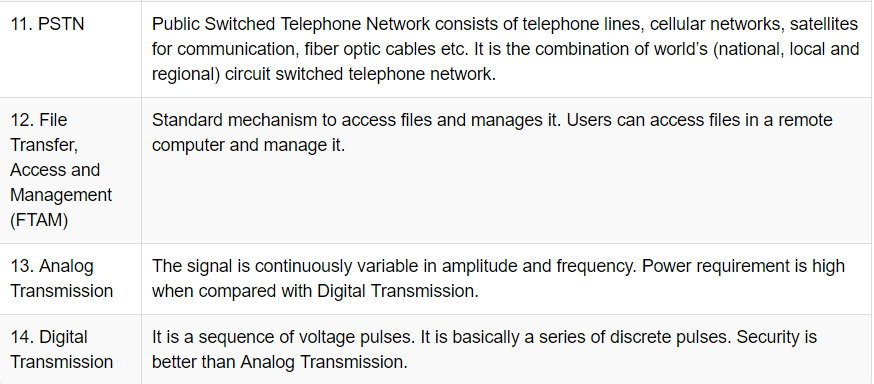 11. PSTN
Public Switched Telephone Network consists of telephone lines, cellular networks, satellites
for communication, fiber optic cables etc. It is the combination of world’s (national, local and
regional) circuit switched telephone network.
12. File
Transfer,
Access and
Management
(FTAM)
Standard mechanism to access files and manages it. Users can access files in a remote
computer and manage it.
13. Analog
Transmission
The signal is continuously variable in amplitude and frequency. Power requirement is high
when compared with Digital Transmission.
14. Digital
Transmission
It is a sequence of voltage pulses. It is basically a series of discrete pulses. Security is
better than Analog Transmission.